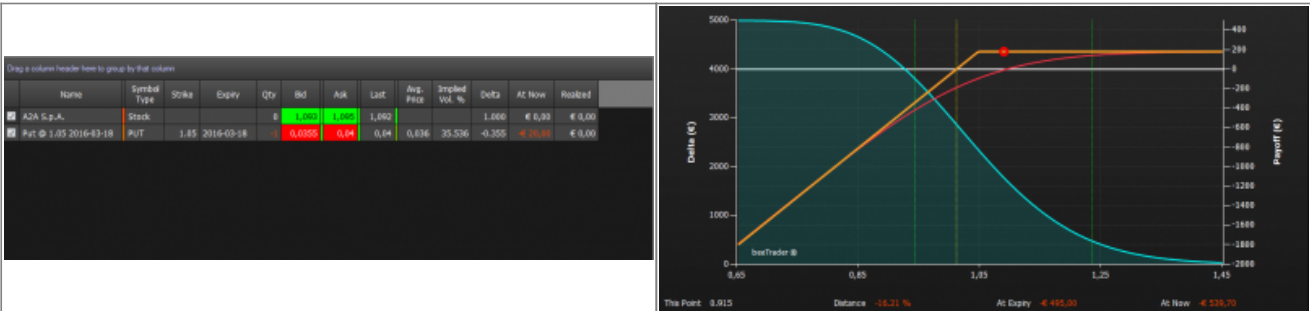 Drag a column header here to group by that column
Name Symbol Type Strike Expiry Qty Bid Ask Last Avg. Price Implied Vol. % Delta At Now Realized
A2A S.p.A. Stock 0 1,092 1,095 1,092 1.000 € 0,00 € 0,00
Put @ 1.05 2016-03-18 PUT 1.05 2016-03-18 -1 0,0355 0,04 0,04 0,036 35.536 -0.355 -€ 20,00 € 0,00
5000
4000
3000
2000
1000
0
Delta (€)
400
200
0
-200
-400
-600
-800
-1000
-1200
-1400
-1600
-1800
-2000
Payoff (€)
beeTrader ®
0,65 0,85 1,05 1,25 1,45
This Point 0.915 Distance -16.21 % At Expiry -€ 495,00 At Now -€ 539,70